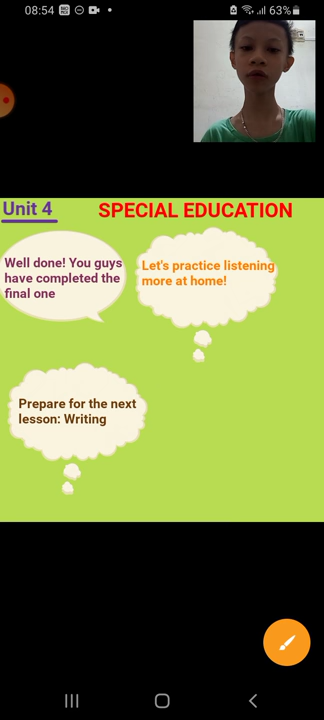 08:54
63%
Unit 4
SPECIAL EDUCATION
Well done! You guys
have completed the
final one
Let's practice listening
more at home!
Prepare for the next
lesson: Writing